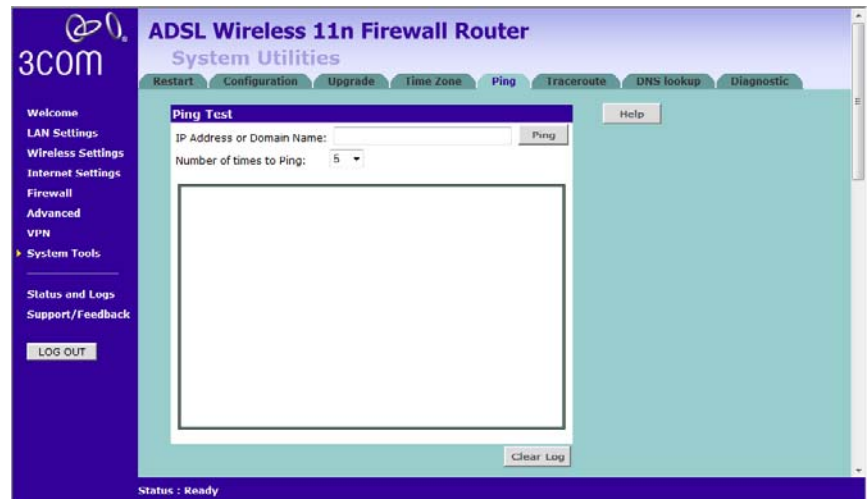 3COM
ADSL Wireless 11n Firewall Router
System Utilities
Restart Configuration Upgrade Time Zone Ping Traceroute DNS lookup Diagnostic
Welcome
LAN Settings
Wireless Settings
Internet Settings
Firewall
Advanced
VPN
System Tools
Status and Logs
Support/Feedback
LOG OUT
Ping Test
IP Address or Domain Name: Ping
Number of times to Ping: 5
Help
Clear Log
Status : Ready